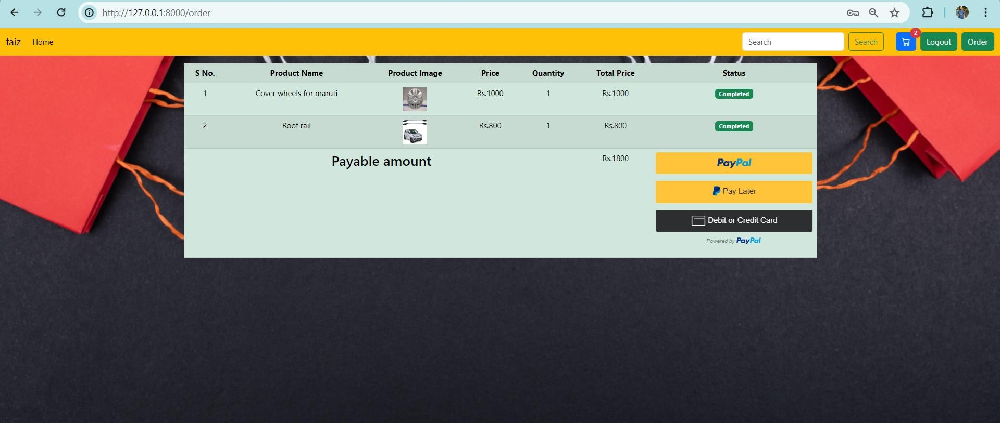 http://127.0.0.1:8000/order
faiz Home Search Search 2 Logout Order
S No. Product Name Product Image Price Quantity Total Price Status
1 Cover wheels for maruti Rs.1000 1 Rs.1000 Completed
2 Roof rail Rs.800 1 Rs.800 Completed
Payable amount Rs.1800 PayPal
Pay Later
Debit or Credit Card
Powered by PayPal